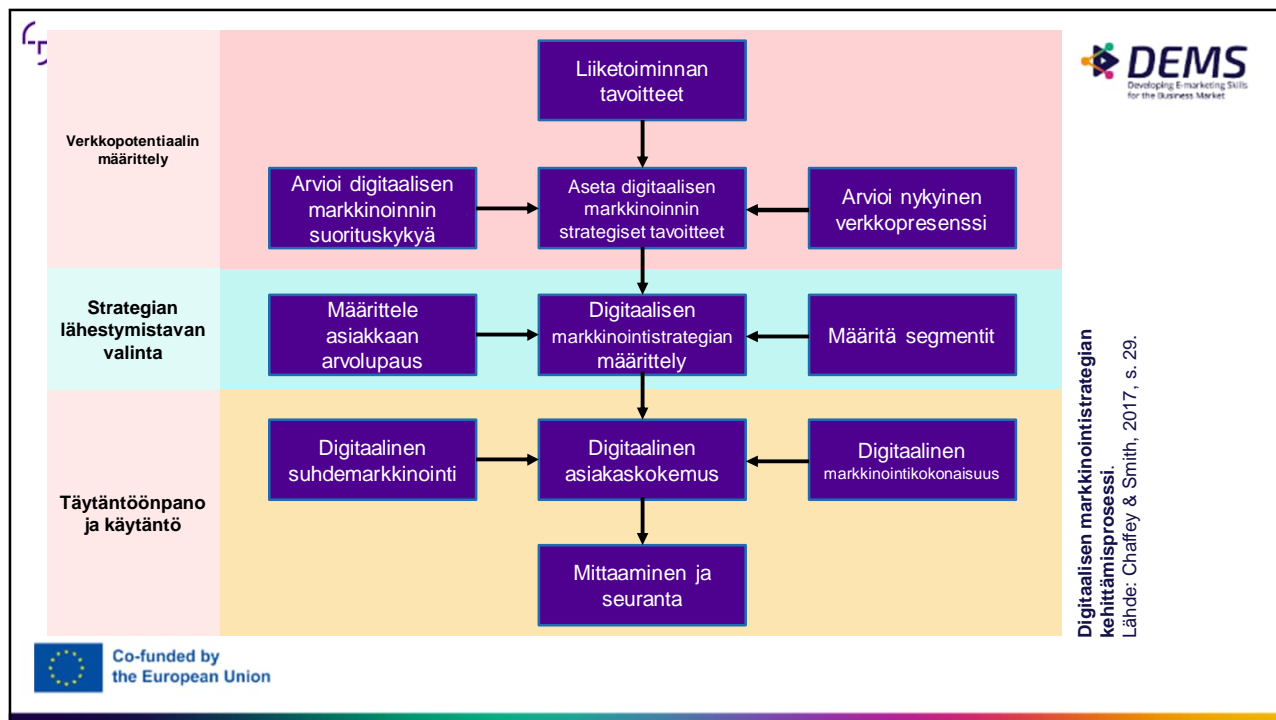 DEMS
Developing E-marketing Skills
for the Business Market
Verkkopotentiaalin
määrittely
Liiketoiminnan
tavoitteet
Arvioi digitaalisen
markkinoinnin
suorituskykyä
Aseta digitaalisen
markkinoinnin
strategiset tavoitteet
Arvioi nykyinen
verkkopresenssi
Strategian
lähestymistavan
valinta
Määrittele
asiakkaan
arvolupaus
Digitaalisen
markkinointistrategian
määrittely
Määritä segmentit
Täytäntöönpano
ja käytäntö
Digitaalinen
suhdemarkkinointi
Digitaalinen
asiakaskokemus
Digitaalinen
markkinointikokonaisuus
Mittaaminen ja
seuranta
Digitaalisen markkinointistrategian
kehittämisprosessi.
Lähde: Chaffey & Smith, 2017, s. 29.
Co-funded by
the European Union